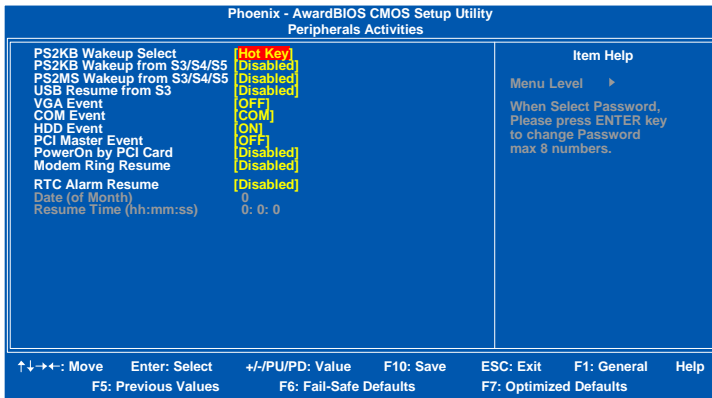 Phoenix - AwardBIOS CMOS Setup Utility
Peripherals Activities
PS2KB Wakeup Select [Hot Key]
PS2KB Wakeup from S3/S4/S5 [Disabled]
PS2MS Wakeup from S3/S4/S5 [Disabled]
USB Resume from S3 [Disabled]
VGA Event [OFF]
COM Event [COM]
HDD Event [ON]
PCI Master Event [OFF]
PowerOn by PCI Card [Disabled]
Modem Ring Resume [Disabled]
RTC Alarm Resume [Disabled]
Date (of Month) 0
Resume Time (hh:mm:ss) 0: 0: 0
Item Help
Menu Level
When Select Password,
Please press ENTER key
to change Password
max 8 numbers.
↑↓→←: Move Enter: Select +/-/PU/PD: Value F10: Save ESC: Exit F1: General Help
F5: Previous Values F6: Fail-Safe Defaults F7: Optimized Defaults